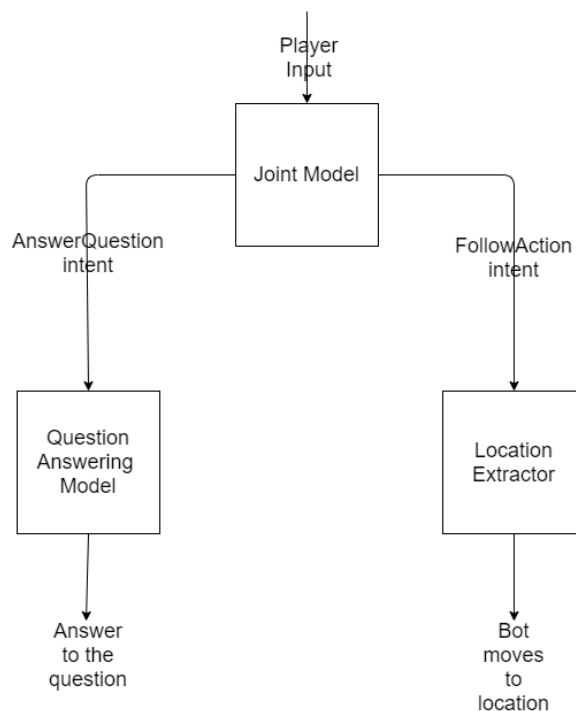 Player
Input
Joint Model
AnswerQuestion
intent
FollowAction
intent
Question
Answering
Model
Location
Extractor
Answer
to the
question
Bot
moves
to
location